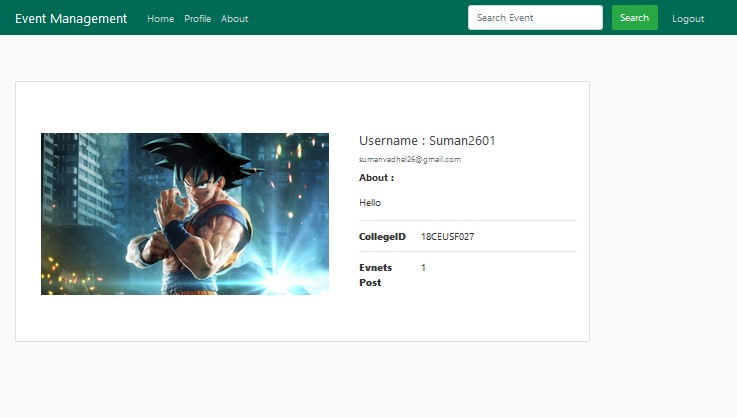 Event Management Home Profile About Search Event Search Logout
Username : Suman2601
sumanvadhel26@gmail.com
About :
Hello
CollegeID 18CEUSF027
Evnets 1
Post